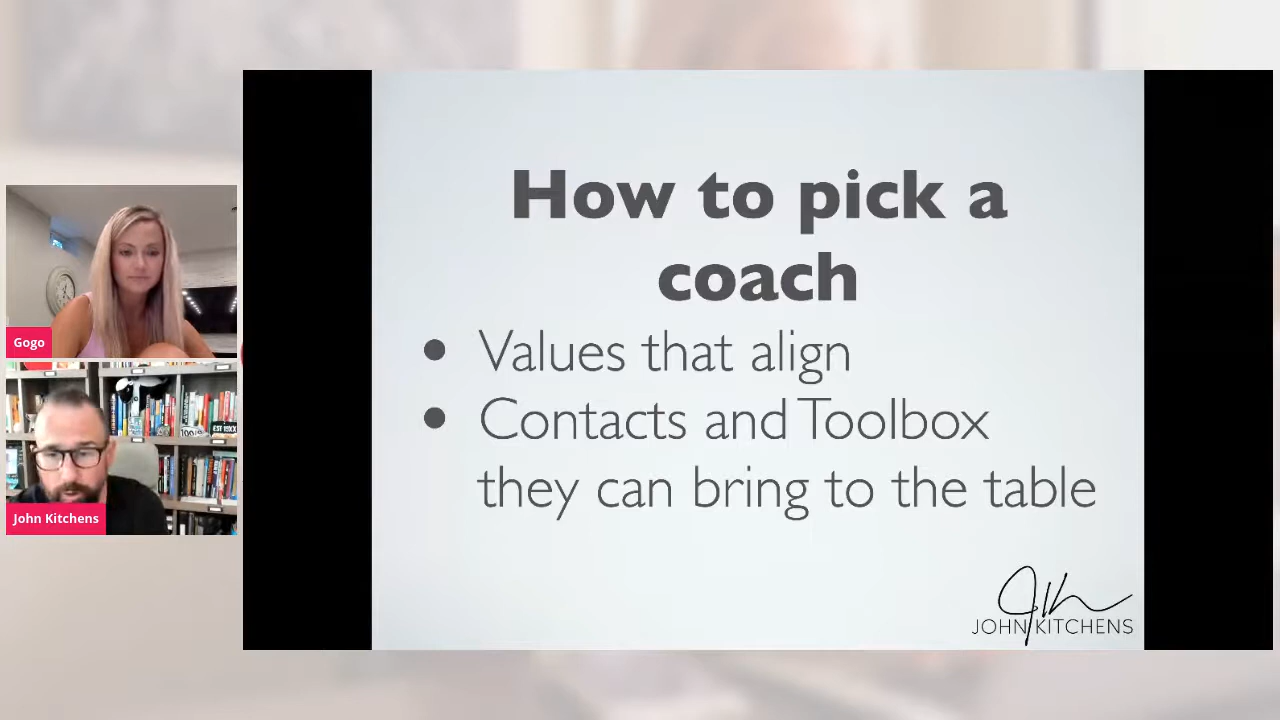 How to pick a
coach
• Values that align
• Contacts and Toolbox
they can bring to the table
JOHN KITCHENS
Gogo
John Kitchens